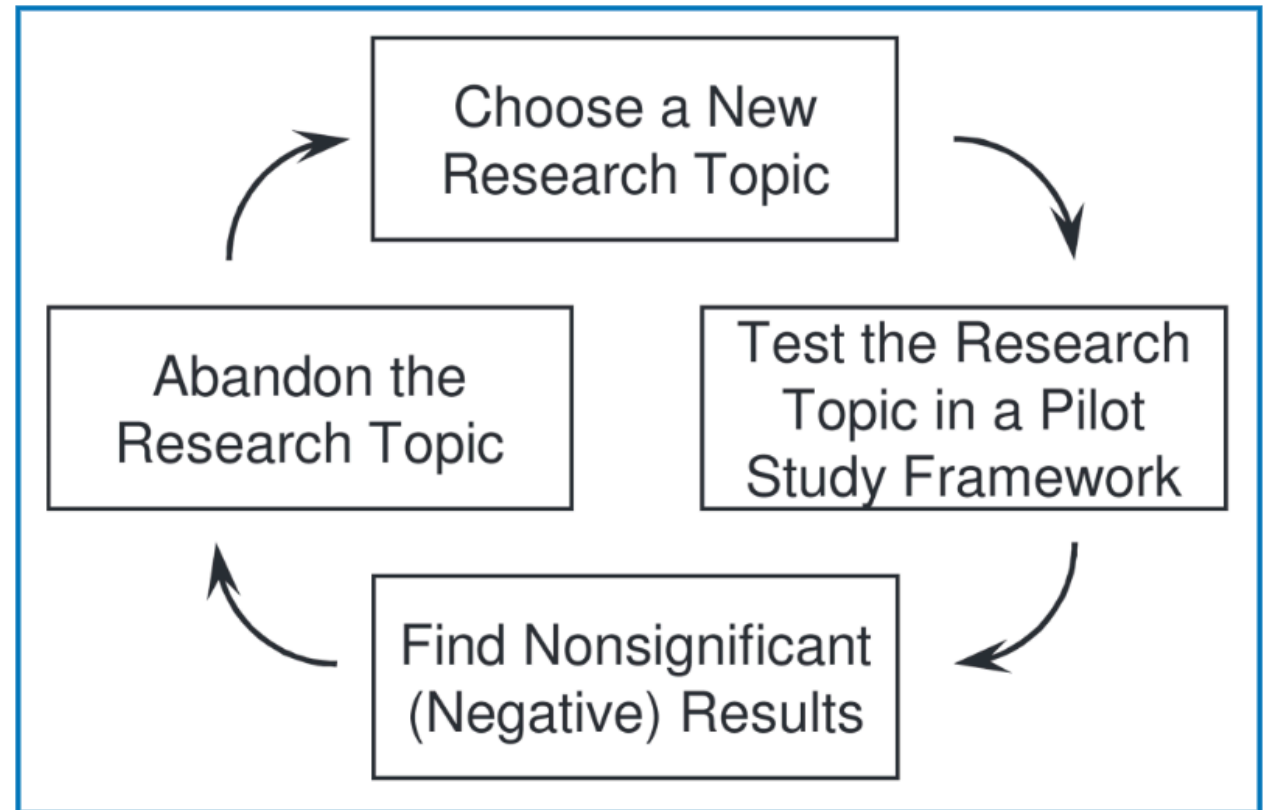 Choose a New
Research Topic
Test the Research
Topic in a Pilot
Study Framework
Find Nonsignificant
(Negative) Results
Abandon the
Research Topic